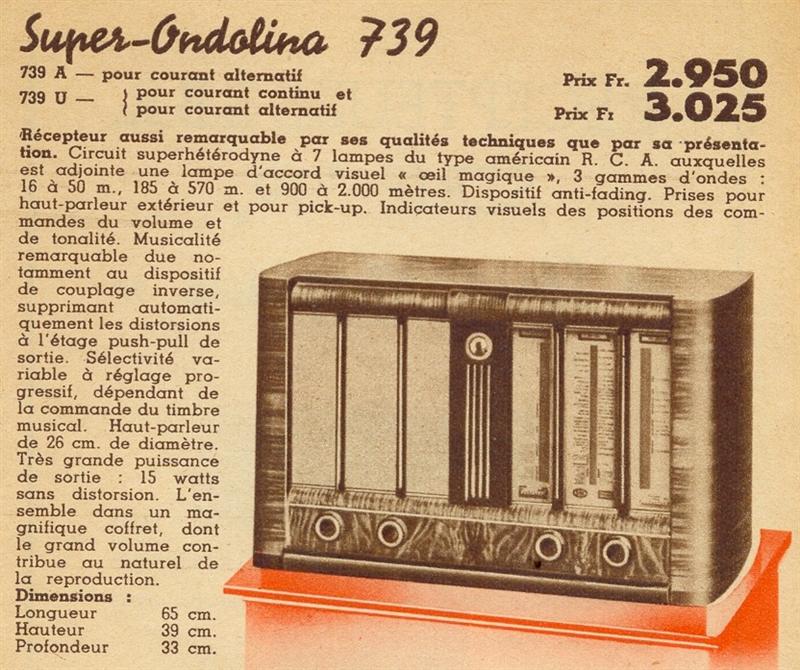 Super-Ondolina 739
739 A — pour courant alternatif
739 U — } pour courant continu et
pour courant alternatif
Prix Fr. 2.950
Prix Fr 3.025
Récepteur aussi remarquable par ses qualités techniques que par sa présenta-
tion. Circuit superhétérodyne à 7 lampes du type américain R. C. A. auxquelles
est adjointe une lampe d'accord visuel « œil magique », 3 gammes d'ondes :
16 à 50 m., 185 à 570 m. et 900 à 2.000 mètres. Dispositif anti-fading. Prises pour
haut-parleur extérieur et pour pick-up. Indicateurs visuels des positions des com-
mandes du volume et
de tonalité. Musicalité
remarquable due no-
tamment au dispositif
de couplage inverse,
supprimant automati-
quement les distorsions
à l'étage push-pull de
sortie. Sélectivité va-
riable à réglage pro-
gressif, dépendant de
la commande du timbre
musical. Haut-parleur
de 26 cm. de diamètre.
Très grande puissance
de sortie : 15 watts
sans distorsion. L'en-
semble dans un ma-
gnifique coffret, dont
le grand volume con-
tribue au naturel de
la reproduction.
Dimensions :
Longueur 65 cm.
Hauteur 39 cm.
Profondeur 33 cm.